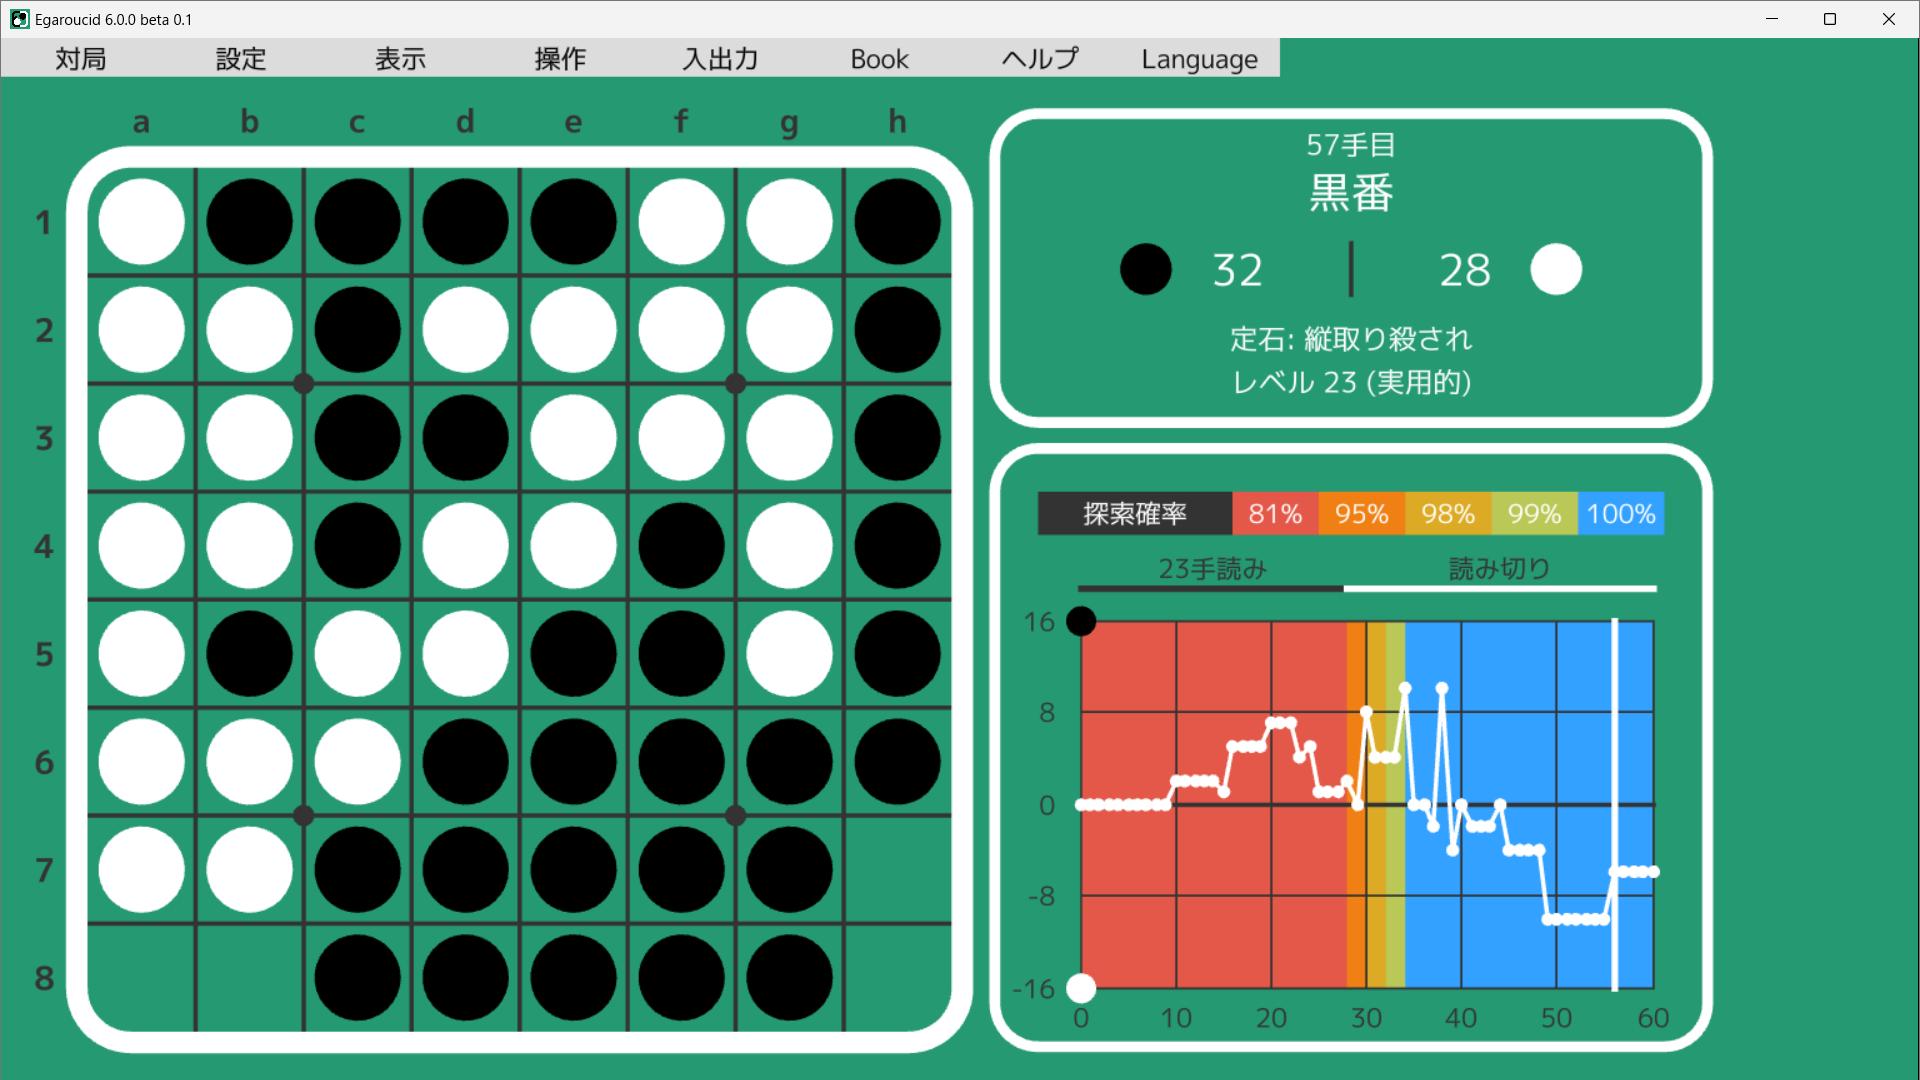 Egaroucid 6.0.0 beta 0.1
対局 設定 表示 操作 入出力 Book ヘルプ Language
a b c d e f g h
1
2
3
4
5
6
7
8
57手目
黒番
32 28
定石: 縦取り殺され
レベル 23 (実用的)
探索確率 81% 95% 98% 99% 100%
23手読み 読み切り
16
8
0
-8
-16
0 10 20 30 40 50 60